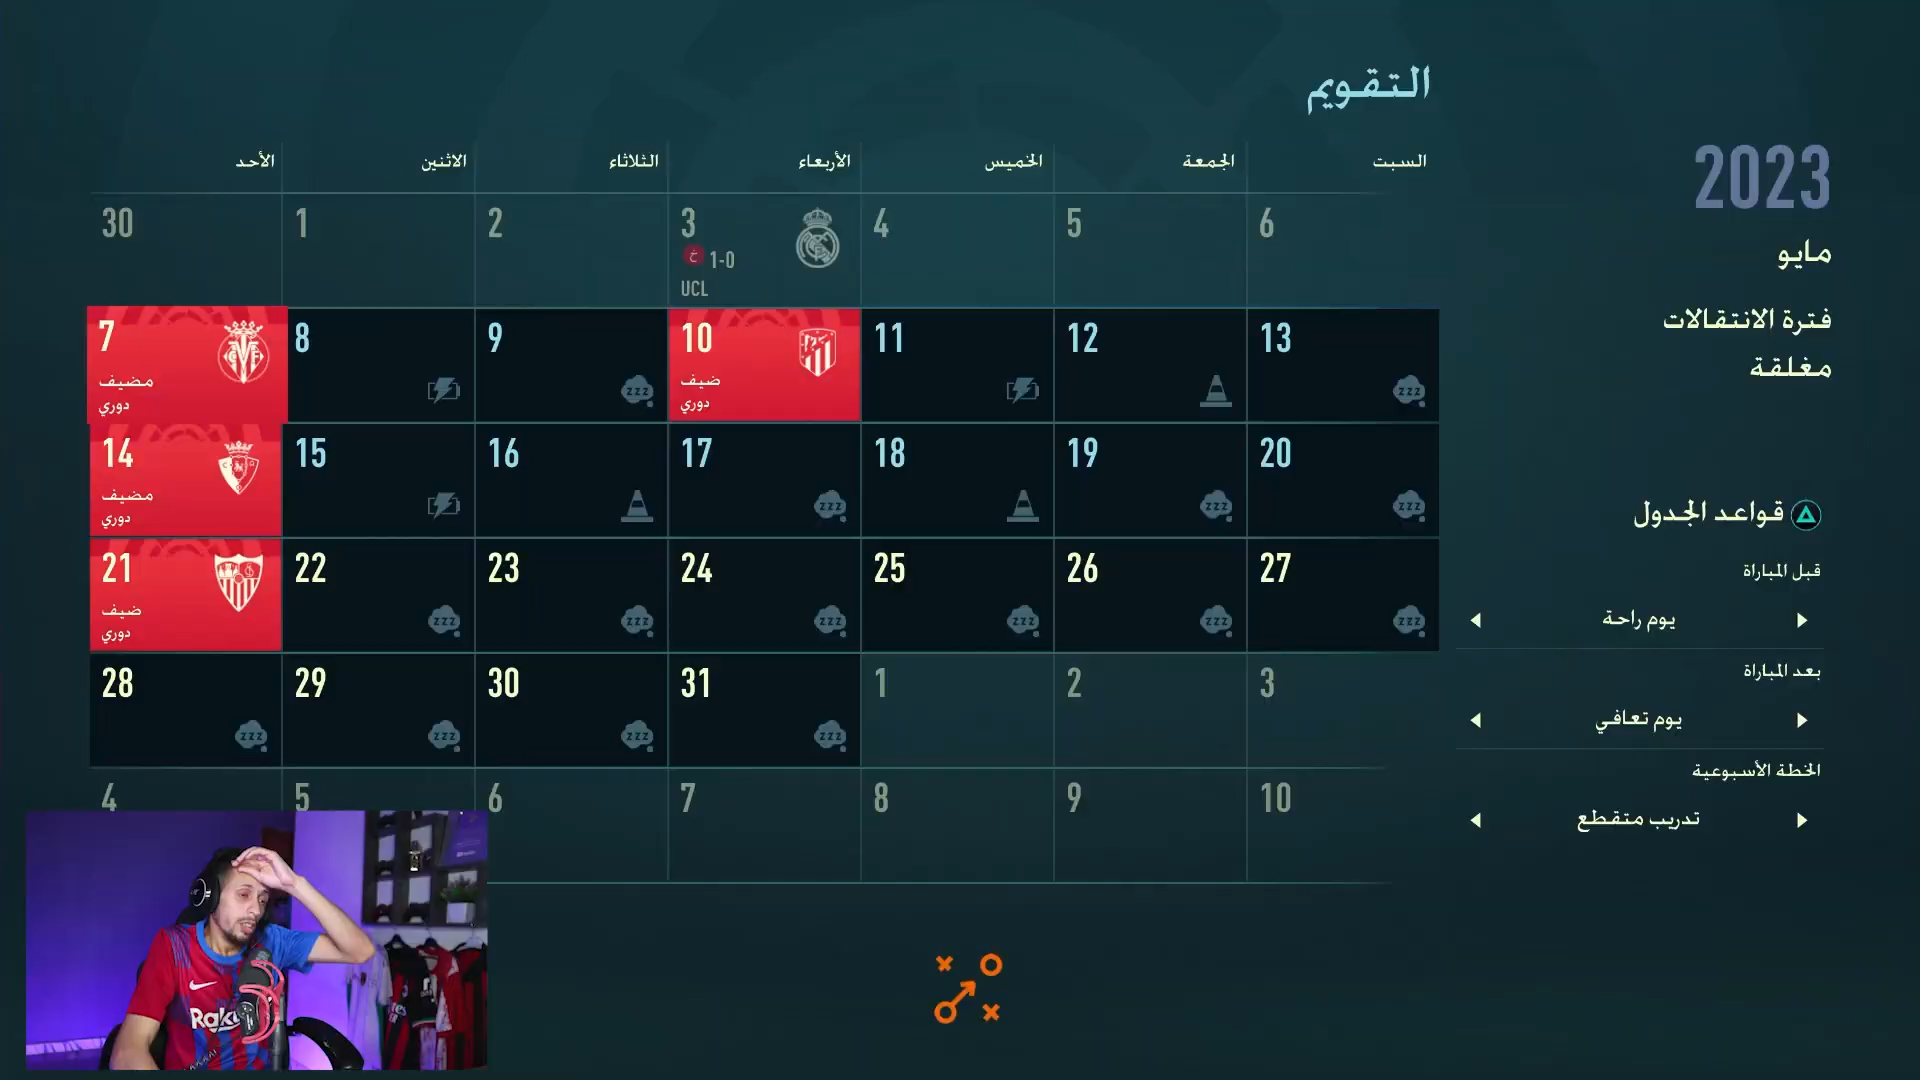 التقويم
2023
مايو
فترة الانتقالات
مغلقة
الأحد الاثنين الثلاثاء الأربعاء الخميس الجمعة السبت
30 1 2 3 4 5 6
خ 1-0
UCL
7 8 9 10 11 12 13
مضيف ضيف
دوري دوري
14 15 16 17 18 19 20
مضيف
دوري
21 22 23 24 25 26 27
ضيف
دوري
28 29 30 31 1 2 3
4 5 6 7 8 9 10
قواعد الجدول
قبل المباراة
يوم راحة
بعد المباراة
يوم تعافي
الخطة الأسبوعية
تدريب متقطع